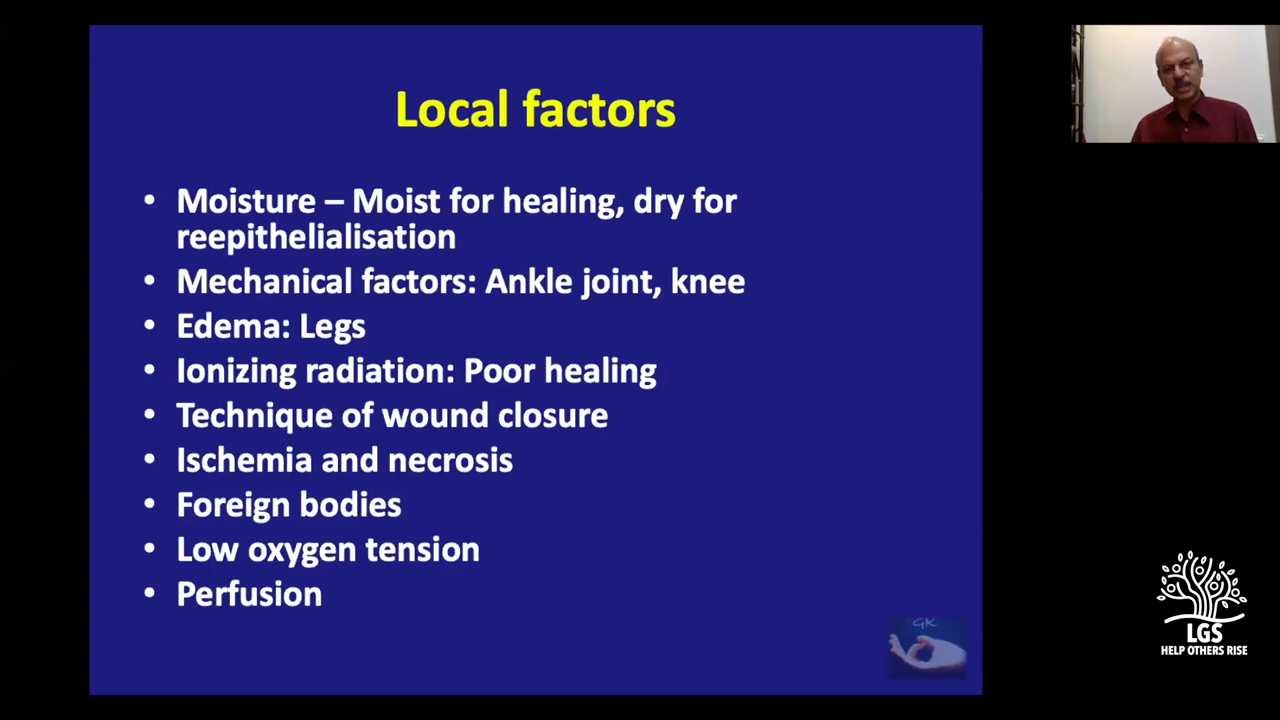 Local factors
• Moisture – Moist for healing, dry for
reepithelialisation
• Mechanical factors: Ankle joint, knee
• Edema: Legs
• Ionizing radiation: Poor healing
• Technique of wound closure
• Ischemia and necrosis
• Foreign bodies
• Low oxygen tension
• Perfusion
GK
LGS
HELP OTHERS RISE